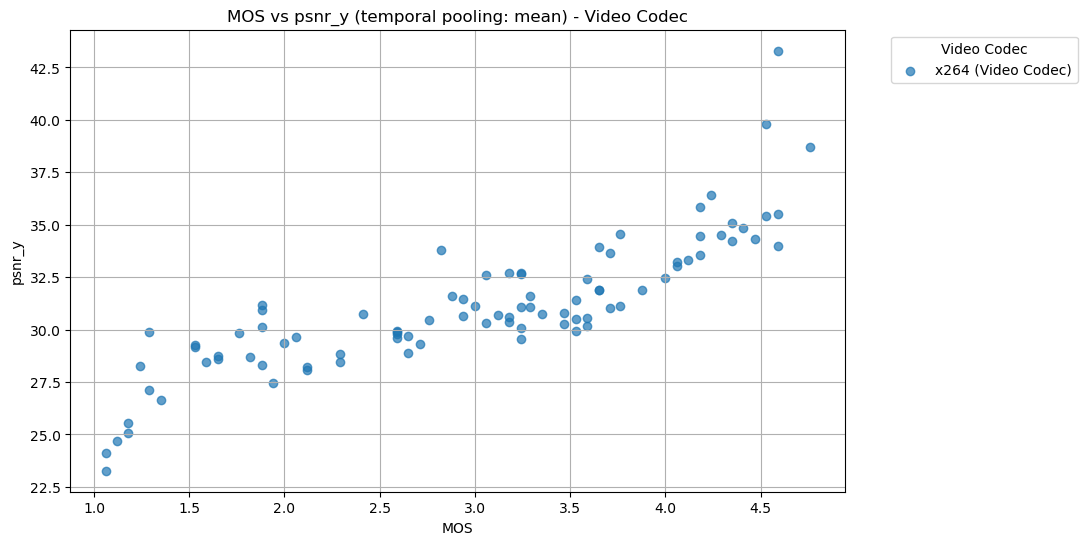 MOS vs psnr_y (temporal pooling: mean) - Video Codec
Video Codec
x264 (Video Codec)
psnr_y
42.5
40.0
37.5
35.0
32.5
30.0
27.5
25.0
22.5
1.0 1.5 2.0 2.5 3.0 3.5 4.0 4.5
MOS